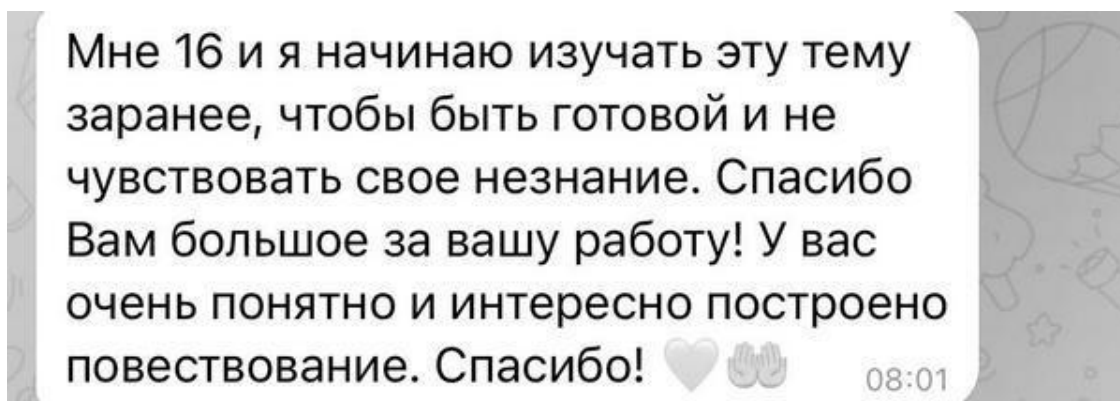 Мне 16 и я начинаю изучать эту тему
заранее, чтобы быть готовой и не
чувствовать свое незнание. Спасибо
Вам большое за вашу работу! У вас
очень понятно и интересно построено
повествование. Спасибо! 🤍🤲
08:01